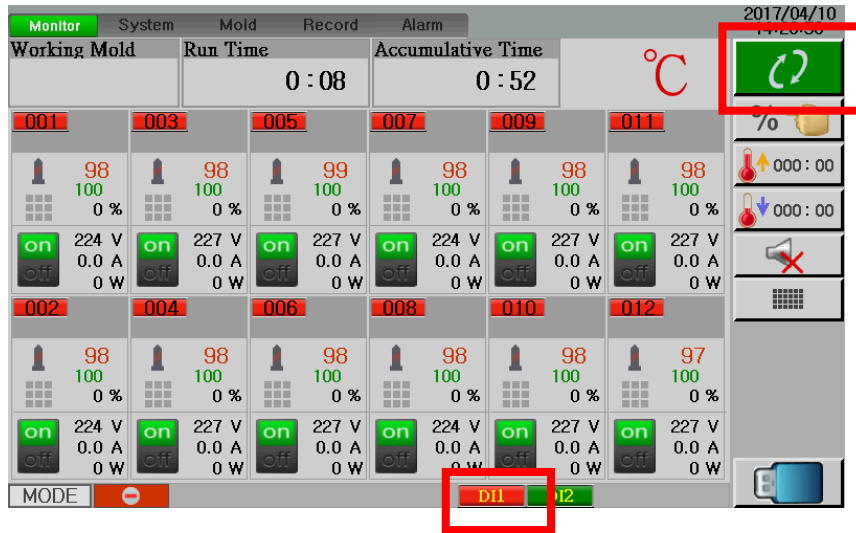 Monitor System Mold Record Alarm 2017/04/10
Working Mold Run Time Accumulative Time ℃
0 : 08 0 : 52
001 003 005 007 009 011 %
98 98 99 98 98 98 000 : 00
100 100 100 100 100 100
0 % 0 % 0 % 0 % 0 % 0 % 000 : 00
on 224 V on 227 V on 227 V on 224 V on 227 V on 227 V
off 0.0 A off 0.0 A off 0.0 A off 0.0 A off 0.0 A off 0.0 A
0 W 0 W 0 W 0 W 0 W 0 W
002 004 006 008 010 012
98 98 98 98 98 97
100 100 100 100 100 100
0 % 0 % 0 % 0 % 0 % 0 %
on 224 V on 227 V on 227 V on 224 V on 227 V on 227 V
off 0.0 A off 0.0 A off 0.0 A off 0.0 A off 0.0 A off 0.0 A
0 W 0 W 0 W 0 W 0 W 0 W
MODE DI1 DI2